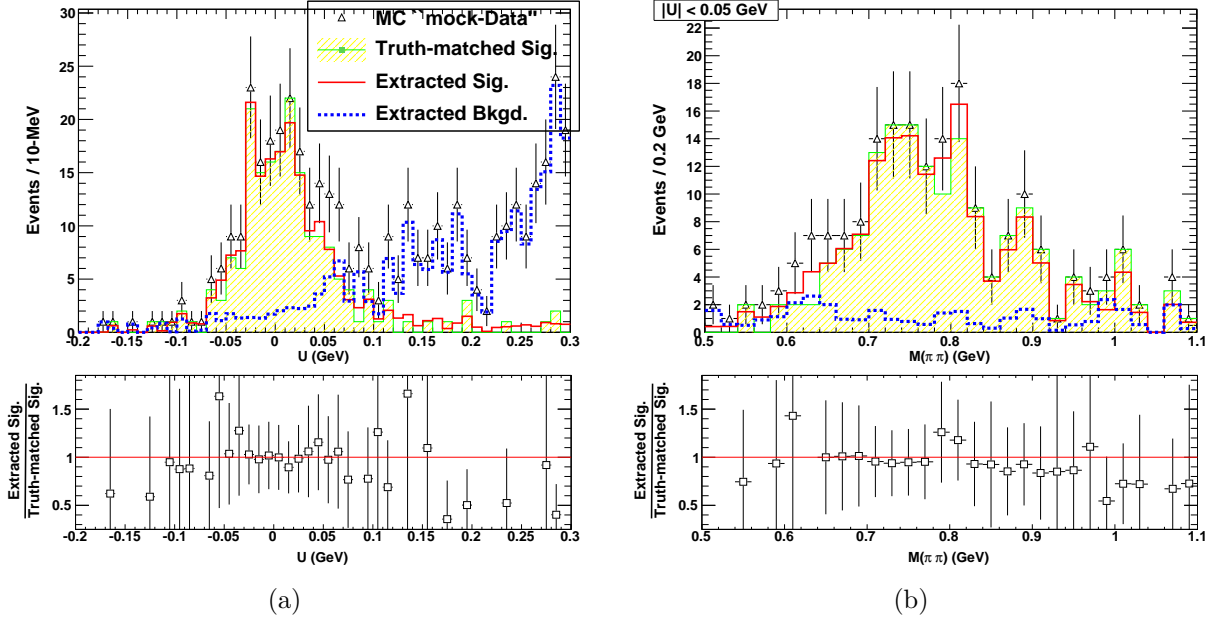 MC ``mock-Data"
Truth-matched Sig.
Extracted Sig.
Extracted Bkgd.
Events / 10-MeV
30
25
20
15
10
5
0
-0.2 -0.15 -0.1 -0.05 0 0.05 0.1 0.15 0.2 0.25 0.3
U (GeV)
Extracted Sig.
Truth-matched Sig.
1.5
1
0.5
-0.2 -0.15 -0.1 -0.05 0 0.05 0.1 0.15 0.2 0.25 0.3
U (GeV)
(a)
|U| < 0.05 GeV
Events / 0.2 GeV
22
20
18
16
14
12
10
8
6
4
2
0
0.5 0.6 0.7 0.8 0.9 1 1.1
M(π π) (GeV)
Extracted Sig.
Truth-matched Sig.
1.5
1
0.5
0.5 0.6 0.7 0.8 0.9 1 1.1
M(π π) (GeV)
(b)